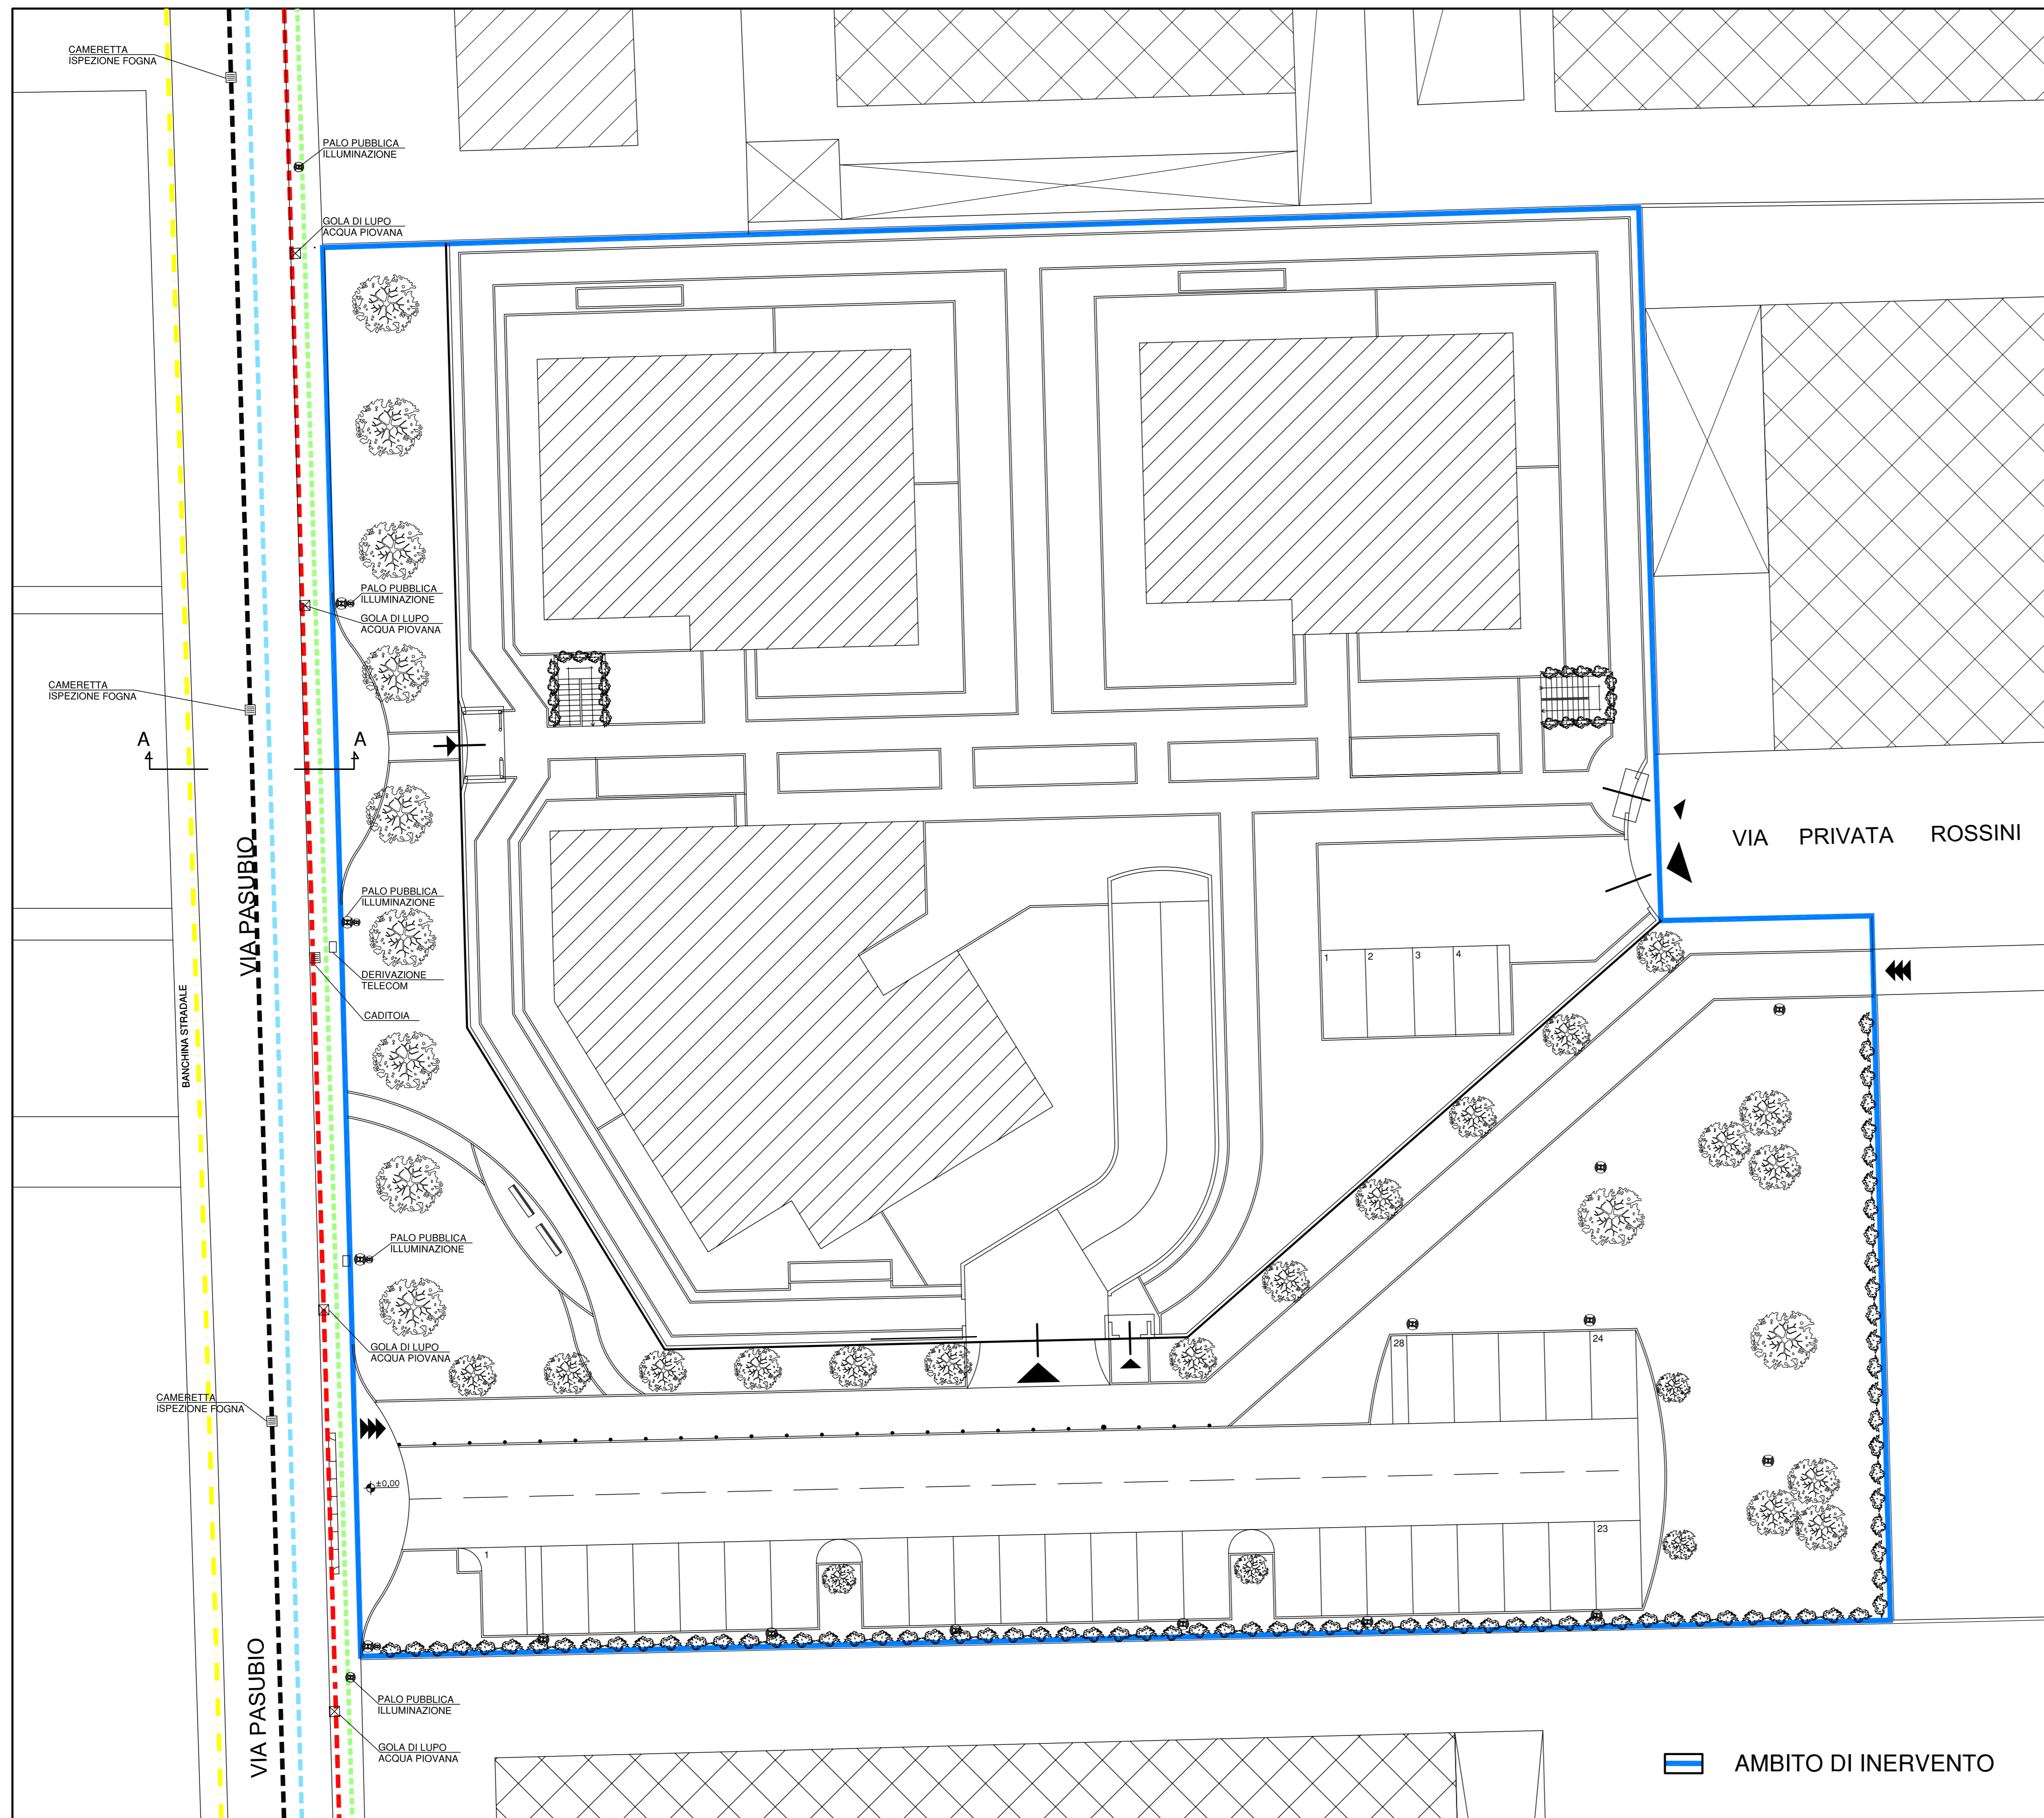 CAMERETTA
ISPEZIONE FOGNA
PALO PUBBLICA
ILLUMINAZIONE
GOLA DI LUPO
ACQUA PIOVANA
PALO PUBBLICA
ILLUMINAZIONE
GOLA DI LUPO
ACQUA PIOVANA
CAMERETTA
ISPEZIONE FOGNA
A
A
VIA PASUBIO
VIA PRIVATA ROSSINI
PALO PUBBLICA
ILLUMINAZIONE
1
2
3
4
DERIVAZIONE
TELECOM
CADITOIA
BANCHINA STRADALE
PALO PUBBLICA
ILLUMINAZIONE
GOLA DI LUPO
ACQUA PIOVANA
28
24
CAMERETTA
ISPEZIONE FOGNA
±0,00
1
23
VIA PASUBIO
PALO PUBBLICA
ILLUMINAZIONE
GOLA DI LUPO
ACQUA PIOVANA
AMBITO DI INERVENTO